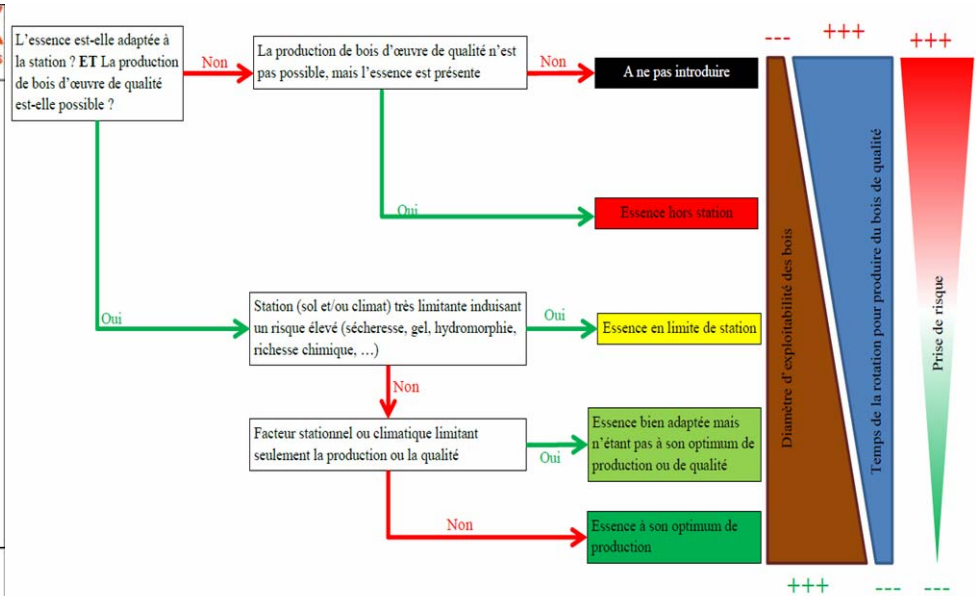 L’essence est-elle adaptée à
la station ? ET La production
de bois d’œuvre de qualité
est-elle possible ?
Non
La production de bois d’œuvre de qualité n’est
pas possible, mais l’essence est présente
Non
A ne pas introduire
---
+++
+++
Oui
Essence hors station
Oui
Station (sol et/ou climat) très limitante induisant
un risque élevé (sécheresse, gel, hydromorphie,
richesse chimique, …)
Oui
Essence en limite de station
Non
Facteur stationnel ou climatique limitant
seulement la production ou la qualité
Oui
Essence bien adaptée mais
n’étant pas à son optimum de
production ou de qualité
Non
Essence à son optimum de
production
Diamètre d’exploitabilité des bois
Temps de la rotation pour produire du bois de qualité
Prise de risque
+++
---
---